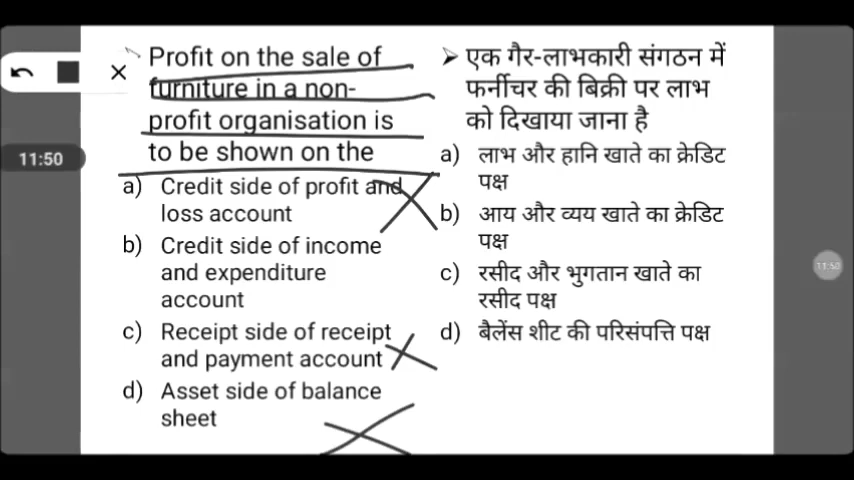 Profit on the sale of
furniture in a non-
profit organisation is
to be shown on the
a) Credit side of profit and
loss account
b) Credit side of income
and expenditure
account
c) Receipt side of receipt
and payment account
d) Asset side of balance
sheet
➤ एक गैर-लाभकारी संगठन में
फर्नीचर की बिक्री पर लाभ
को दिखाया जाना है
a) लाभ और हानि खाते का क्रेडिट
पक्ष
b) आय और व्यय खाते का क्रेडिट
पक्ष
c) रसीद और भुगतान खाते का
रसीद पक्ष
d) बैलेंस शीट की परिसंपत्ति पक्ष
11:50
11:50